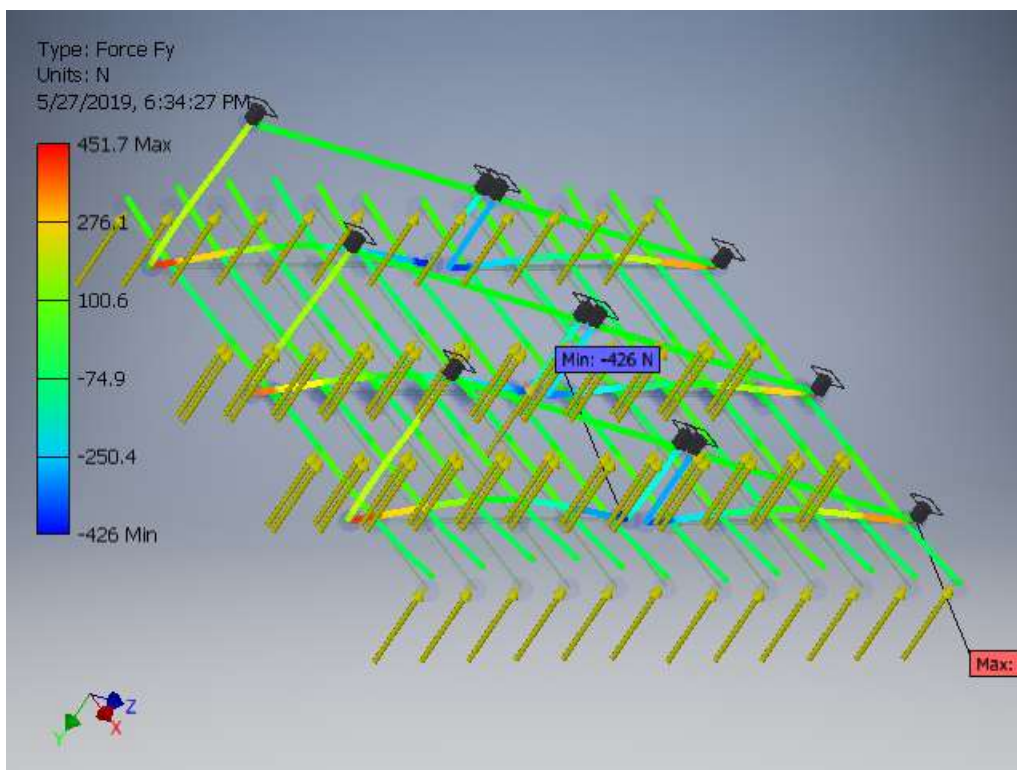 Type: Force Fy
Units: N
5/27/2019, 6:34:27 PM
451.7 Max
276.1
100.6
-74.9
-250.4
-426 Min
Min: -426 N
Max:
Y
X
Z